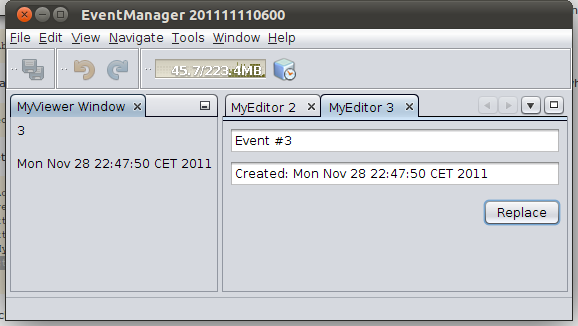 EventManager 201111110600
File Edit View Navigate Tools Window Help
45.7/223.4MB
MyViewer Window
MyEditor 2 MyEditor 3
3
Mon Nov 28 22:47:50 CET 2011
Event #3
Created: Mon Nov 28 22:47:50 CET 2011
Replace